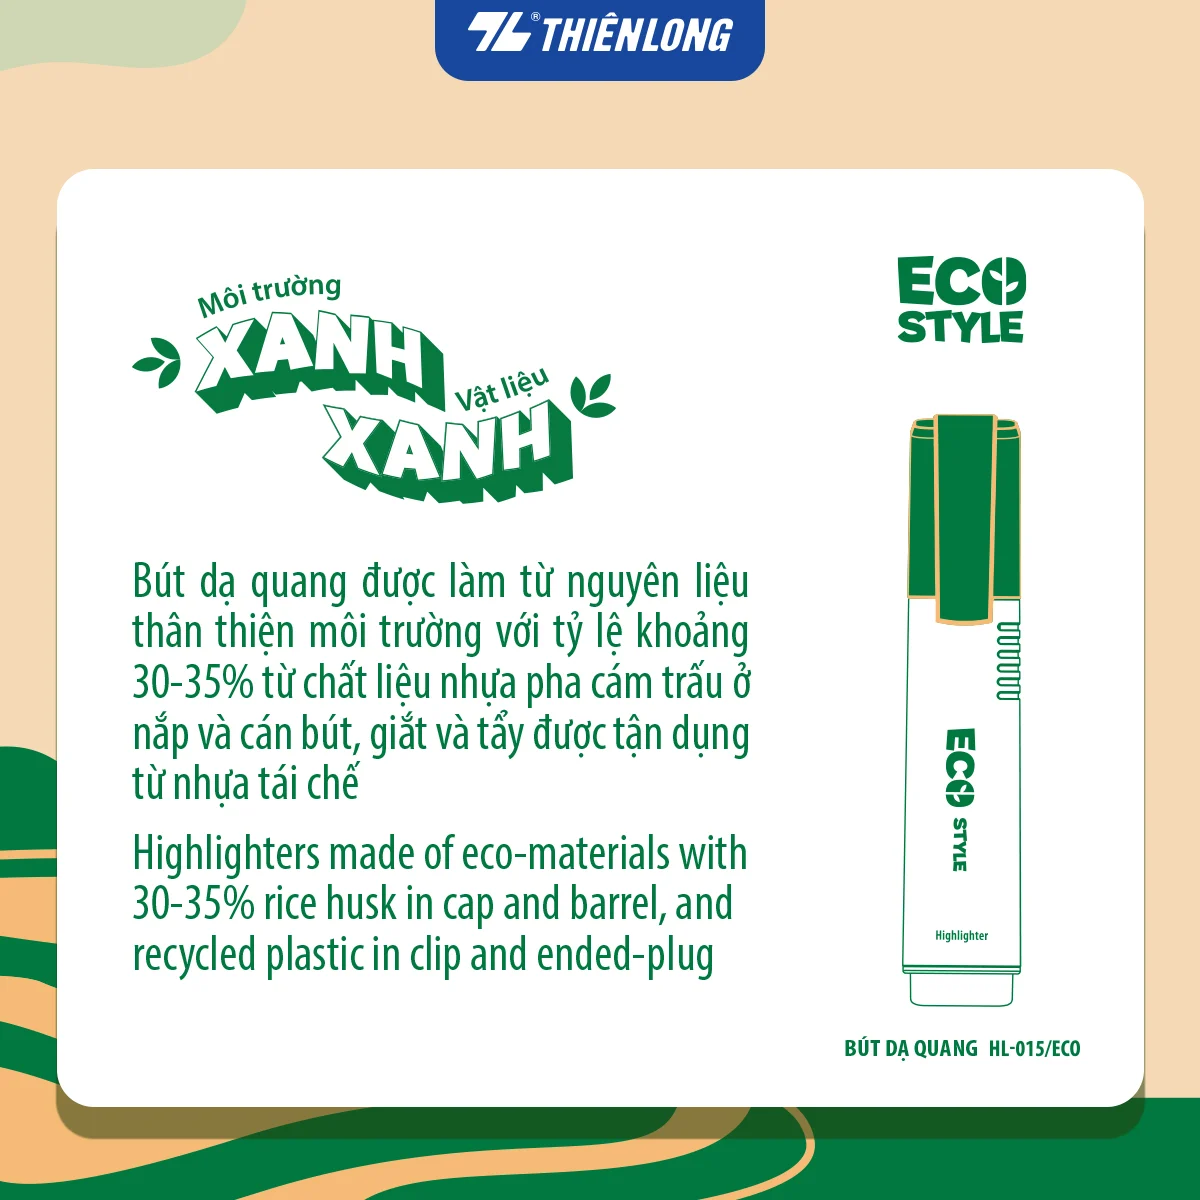 THIÊN LONG
Môi trường
XANH
Vật liệu
XANH
ECO
STYLE
Bút dạ quang được làm từ nguyên liệu
thân thiện môi trường với tỷ lệ khoảng
30-35% từ chất liệu nhựa pha cám trấu ở
nắp và cán bút, giắt và tẩy được tận dụng
từ nhựa tái chế
Highlighters made of eco-materials with
30-35% rice husk in cap and barrel, and
recycled plastic in clip and ended-plug
ECO STYLE
Highlighter
BÚT DẠ QUANG HL-015/ECO